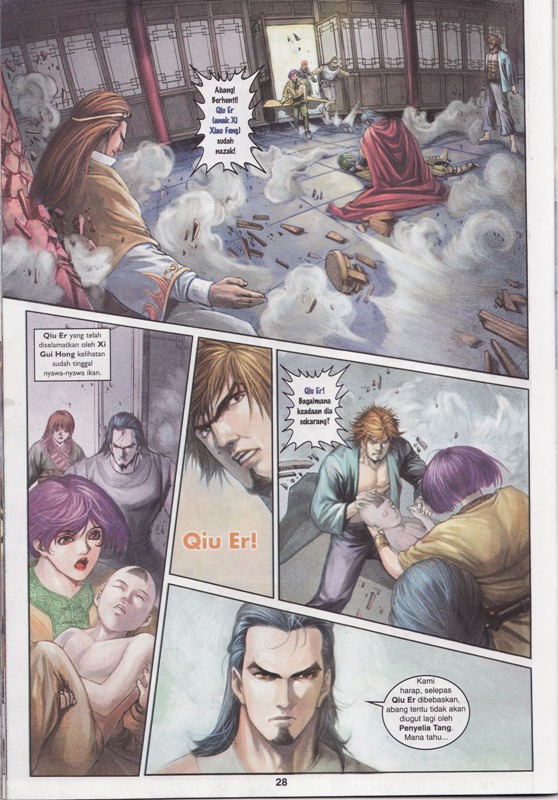 Abang!
Berhenti!
Qiu Er
(anak Xi
Xiao Feng)
sudah
nazak!
Qiu Er yang telah
diselamatkan oleh Xi
Gui Hong kelihatan
sudah tinggal
nyawa-nyawa ikan.
Qiu Er!
Qiu Er!
Bagaimana
keadaan dia
sekarang?
Kami
harap, selepas
Qiu Er dibebaskan,
abang tentu tidak akan
diugut lagi oleh
Penyelia Tang.
Mana tahu...
28